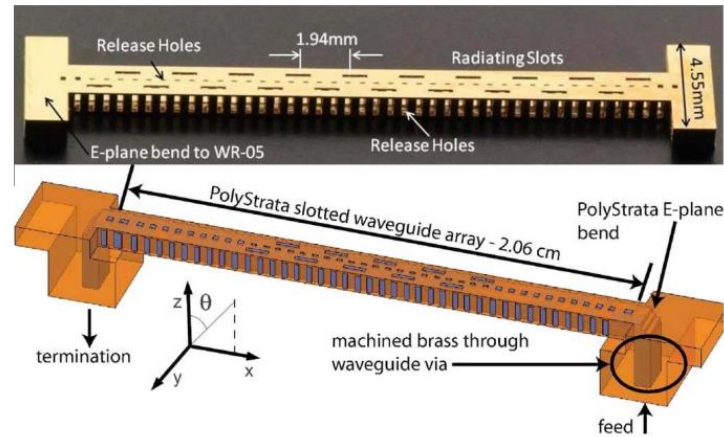 Release Holes
1.94mm
Radiating Slots
4.55mm
Release Holes
E-plane bend to WR-05
PolyStrata slotted waveguide array - 2.06 cm
PolyStrata E-plane
bend
z
θ
x
y
termination
machined brass through
waveguide via
feed